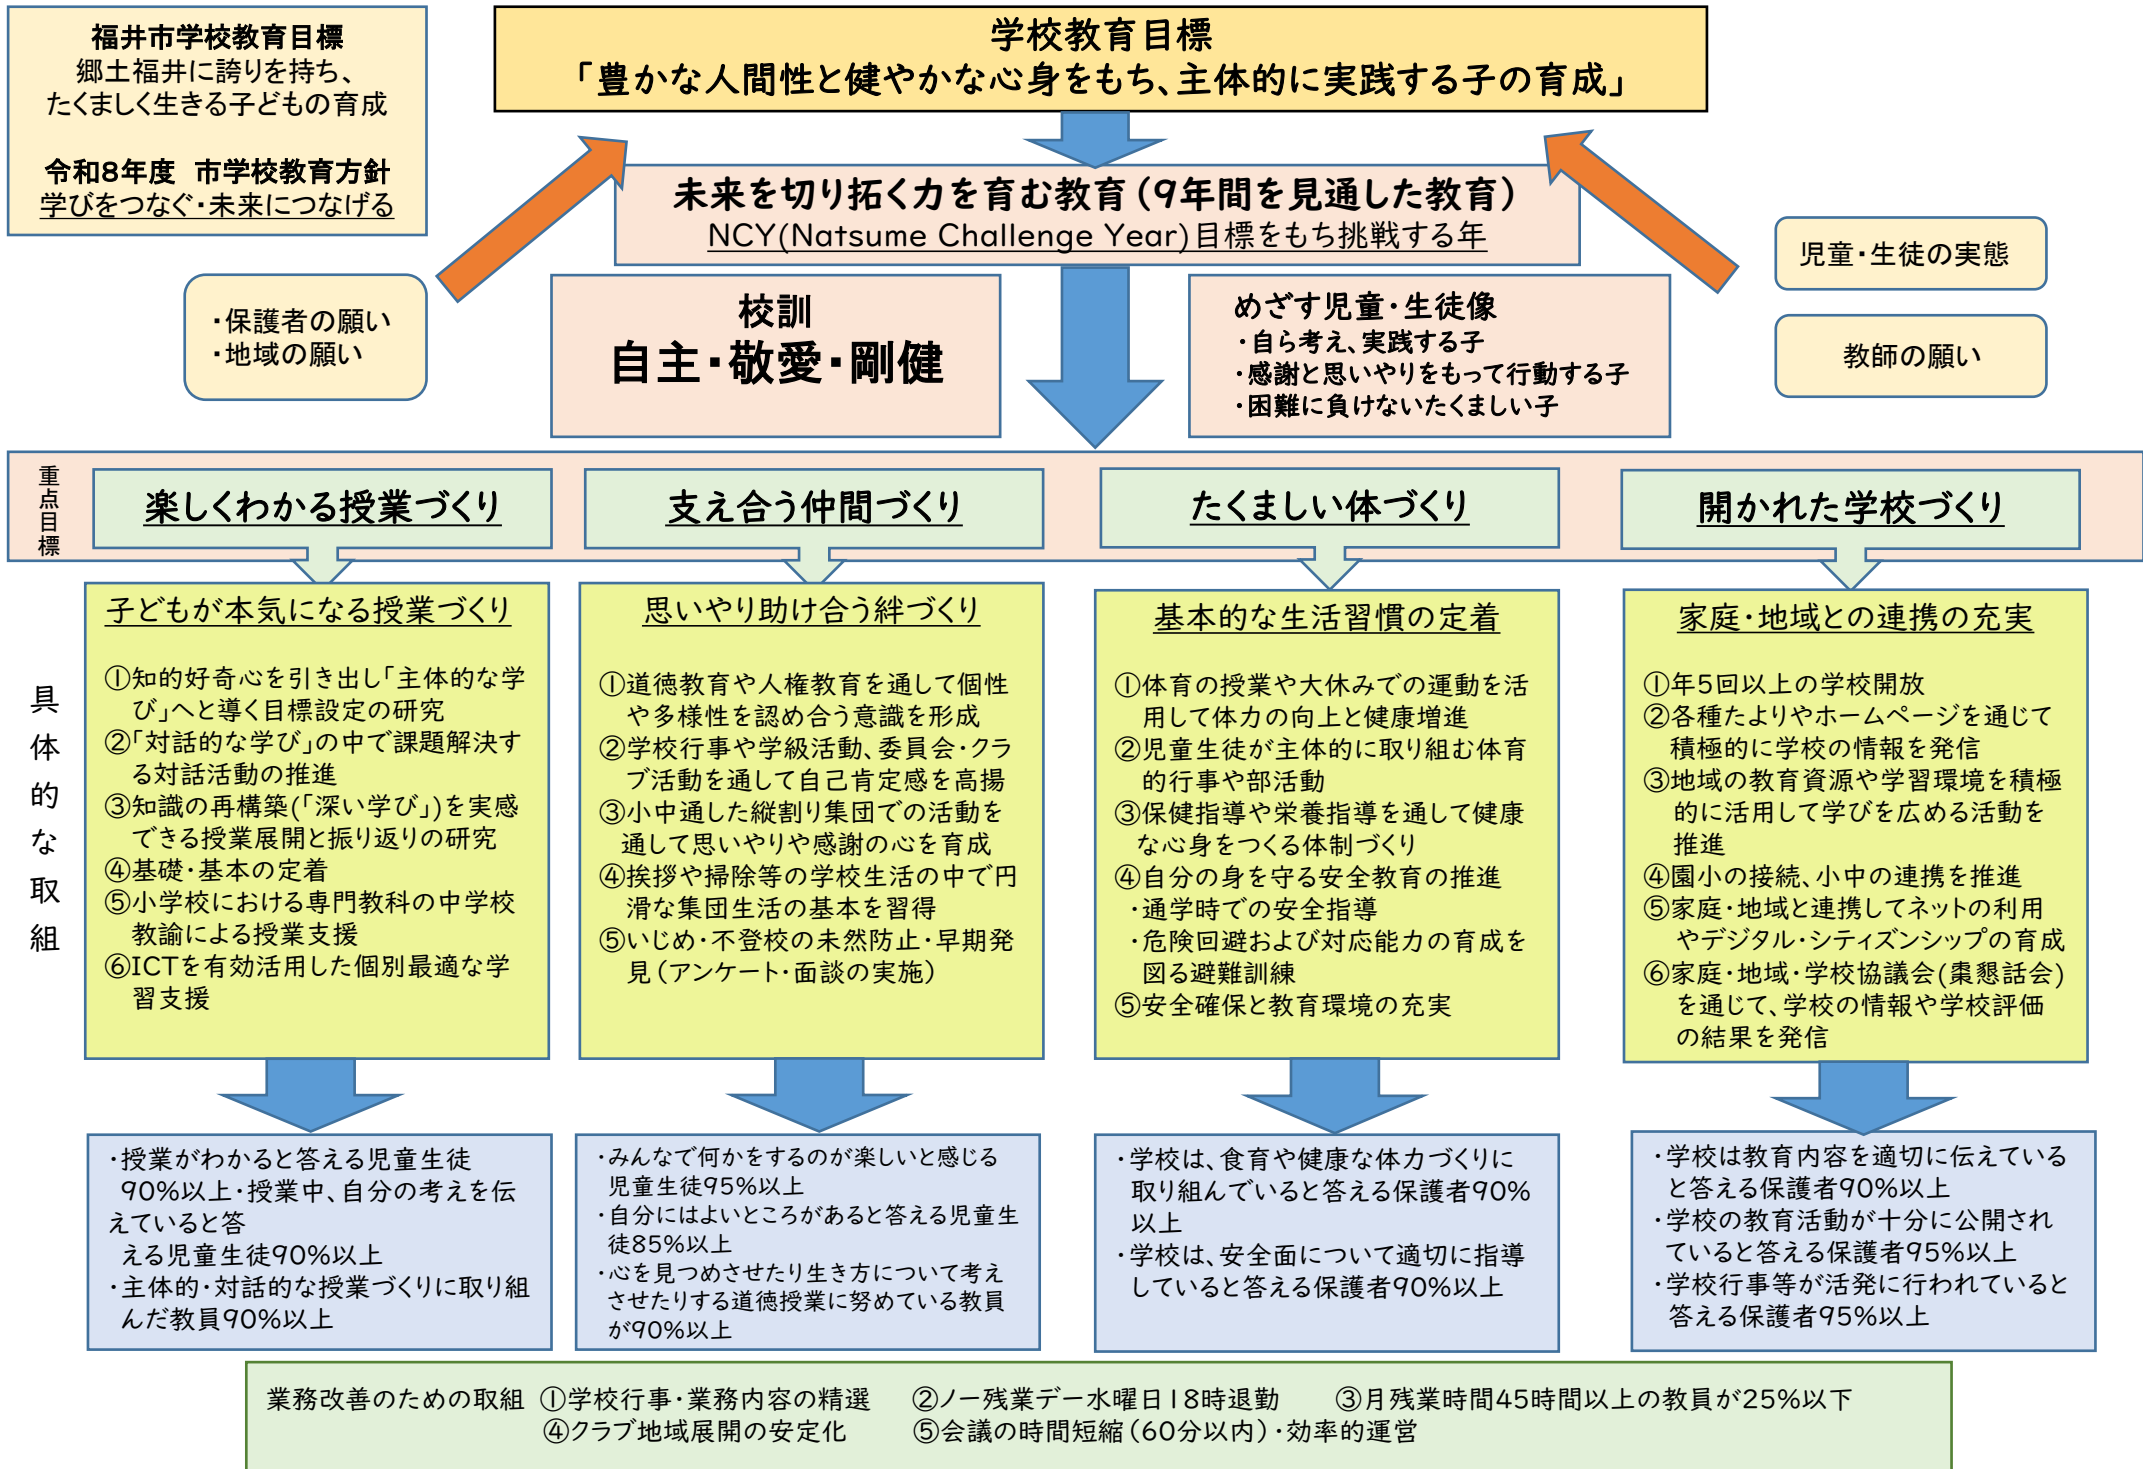 福井市学校教育目標
郷土福井に誇りを持ち、
たくましく生きる子どもの育成
令和8年度 市学校教育方針
学びをつなぐ・未来につなげる
学校教育目標
「豊かな人間性と健やかな心身をもち、主体的に実践する子の育成」
未来を切り拓く力を育む教育(9年間を見通した教育)
NCY(Natsume Challenge Year)目標をもち挑戦する年
・保護者の願い
・地域の願い
校訓
自主・敬愛・剛健
めざす児童・生徒像
・自ら考え、実践する子
・感謝と思いやりをもって行動する子
・困難に負けないたくましい子
児童・生徒の実態
教師の願い
重点目標
楽しくわかる授業づくり
支え合う仲間づくり
たくましい体づくり
開かれた学校づくり
具体的な取組
子どもが本気になる授業づくり
①知的好奇心を引き出し「主体的な学
び」へと導く目標設定の研究
②「対話的な学び」の中で課題解決す
る対話活動の推進
③知識の再構築(「深い学び」)を実感
できる授業展開と振り返りの研究
④基礎・基本の定着
⑤小学校における専門教科の中学校
教諭による授業支援
⑥ICTを有効活用した個別最適な学
習支援
思いやり助け合う絆づくり
①道徳教育や人権教育を通して個性
や多様性を認め合う意識を形成
②学校行事や学級活動、委員会・クラ
ブ活動を通して自己肯定感を高揚
③小中通した縦割り集団での活動を
通して思いやりや感謝の心を育成
④挨拶や掃除等の学校生活の中で円
滑な集団生活の基本を習得
⑤いじめ・不登校の未然防止・早期発
見(アンケート・面談の実施)
基本的な生活習慣の定着
①体育の授業や大休みでの運動を活
用して体力の向上と健康増進
②児童生徒が主体的に取り組む体育
的行事や部活動
③保健指導や栄養指導を通して健康
な心身をつくる体制づくり
④自分の身を守る安全教育の推進
・通学時での安全指導
・危険回避および対応能力の育成を
図る避難訓練
⑤安全確保と教育環境の充実
家庭・地域との連携の充実
①年5回以上の学校開放
②各種たよりやホームページを通じて
積極的に学校の情報を発信
③地域の教育資源や学習環境を積極
的に活用して学びを広める活動を
推進
④園小の接続、小中の連携を推進
⑤家庭・地域と連携してネットの利用
やデジタル・シティズンシップの育成
⑥家庭・地域・学校協議会(棗懇話会)
を通じて、学校の情報や学校評価
の結果を発信
・授業がわかると答える児童生徒
90%以上・授業中、自分の考えを伝
えていると答
える児童生徒90%以上
・主体的・対話的な授業づくりに取り組
んだ教員90%以上
・みんなで何かをするのが楽しいと感じる
児童生徒95%以上
・自分にはよいところがあると答える児童生
徒85%以上
・心を見つめさせたり生き方について考え
させたりする道徳授業に努めている教員
が90%以上
・学校は、食育や健康な体力づくりに
取り組んでいると答える保護者90%
以上
・学校は、安全面について適切に指導
していると答える保護者90%以上
・学校は教育内容を適切に伝えている
と答える保護者90%以上
・学校の教育活動が十分に公開され
ていると答える保護者95%以上
・学校行事等が活発に行われていると
答える保護者95%以上
業務改善のための取組 ①学校行事・業務内容の精選 ②ノー残業デー水曜日18時退勤 ③月残業時間45時間以上の教員が25%以下
④クラブ地域展開の安定化 ⑤会議の時間短縮(60分以内)・効率的運営